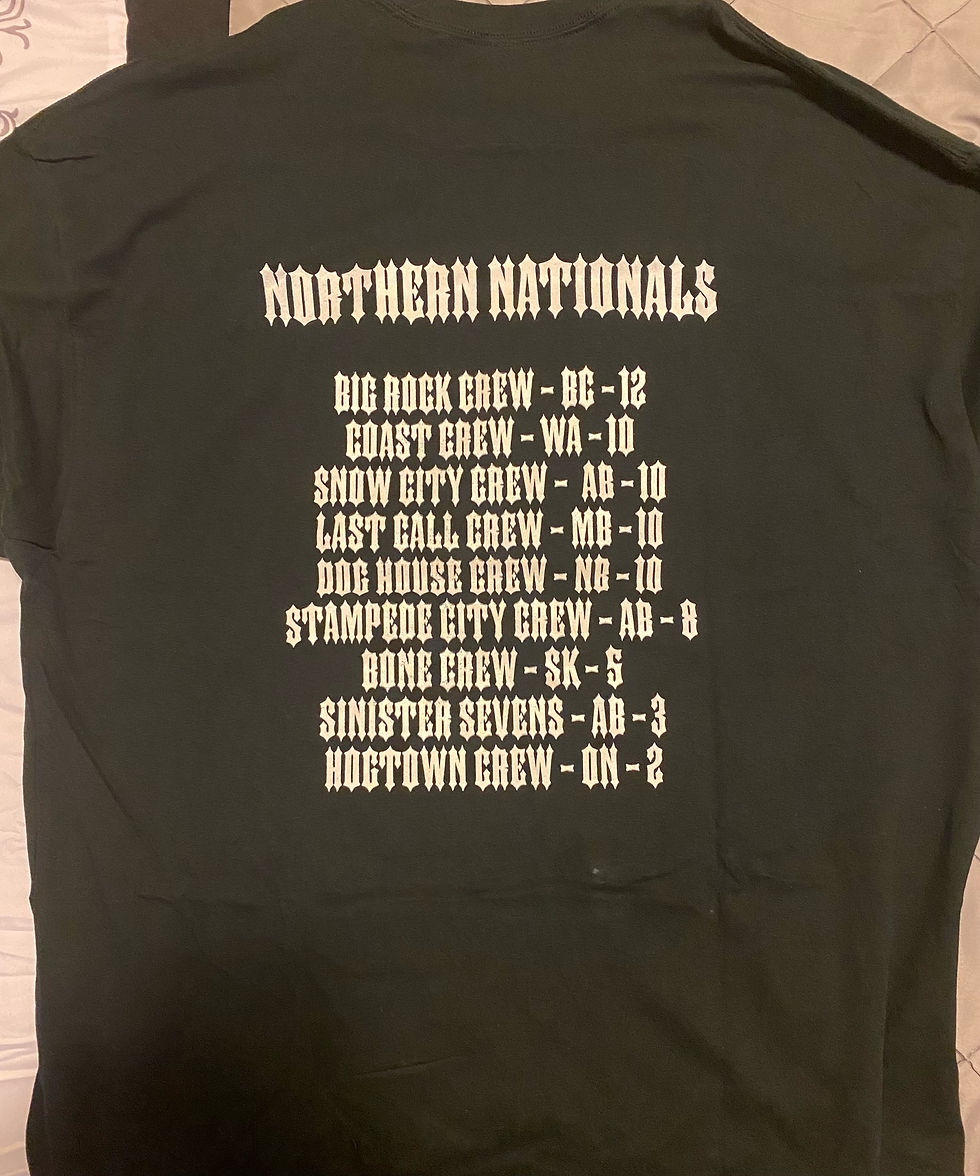 NORTHERN NATIONALS
BIG ROCK CREW - BC - 12
COAST CREW - WA - 10
SNOW CITY CREW - AB - 10
LAST CALL CREW - MB - 10
DOG HOUSE CREW - NB - 10
STAMPEDE CITY CREW - AB - 8
BONE CREW - SK - 5
SINISTER SEVENS - AB - 3
HOGTOWN CREW - ON - 2